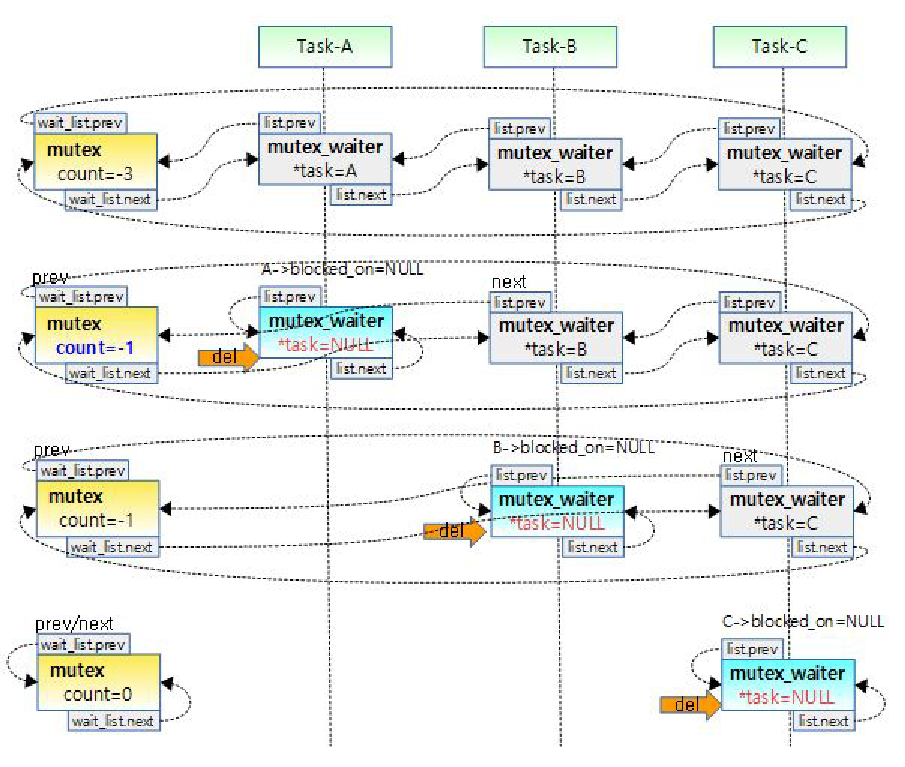 Task-A
Task-B
Task-C
wait_list.prev
list.prev
list.prev
list.prev
mutex
mutex_waiter
mutex_waiter
mutex_waiter
count=-3
*task=A
*task=B
*task=C
wait_list.next
list.next
list.next
list.next
A->blocked_on=NULL
prev
next
wait_list.prev
list.prev
list.prev
list.prev
mutex
mutex_waiter
mutex_waiter
mutex_waiter
count=-1
*task=NULL
*task=B
*task=C
del
wait_list.next
list.next
list.next
list.next
prev
B->blocked_on=NULL
next
wait_list.prev
list.prev
list.prev
mutex
mutex_waiter
mutex_waiter
count=-1
*task=NULL
*task=C
del
wait_list.next
list.next
list.next
prev/next
C->blocked_on=NULL
wait_list.prev
list.prev
mutex
mutex_waiter
count=0
*task=NULL
del
wait_list.next
list.next